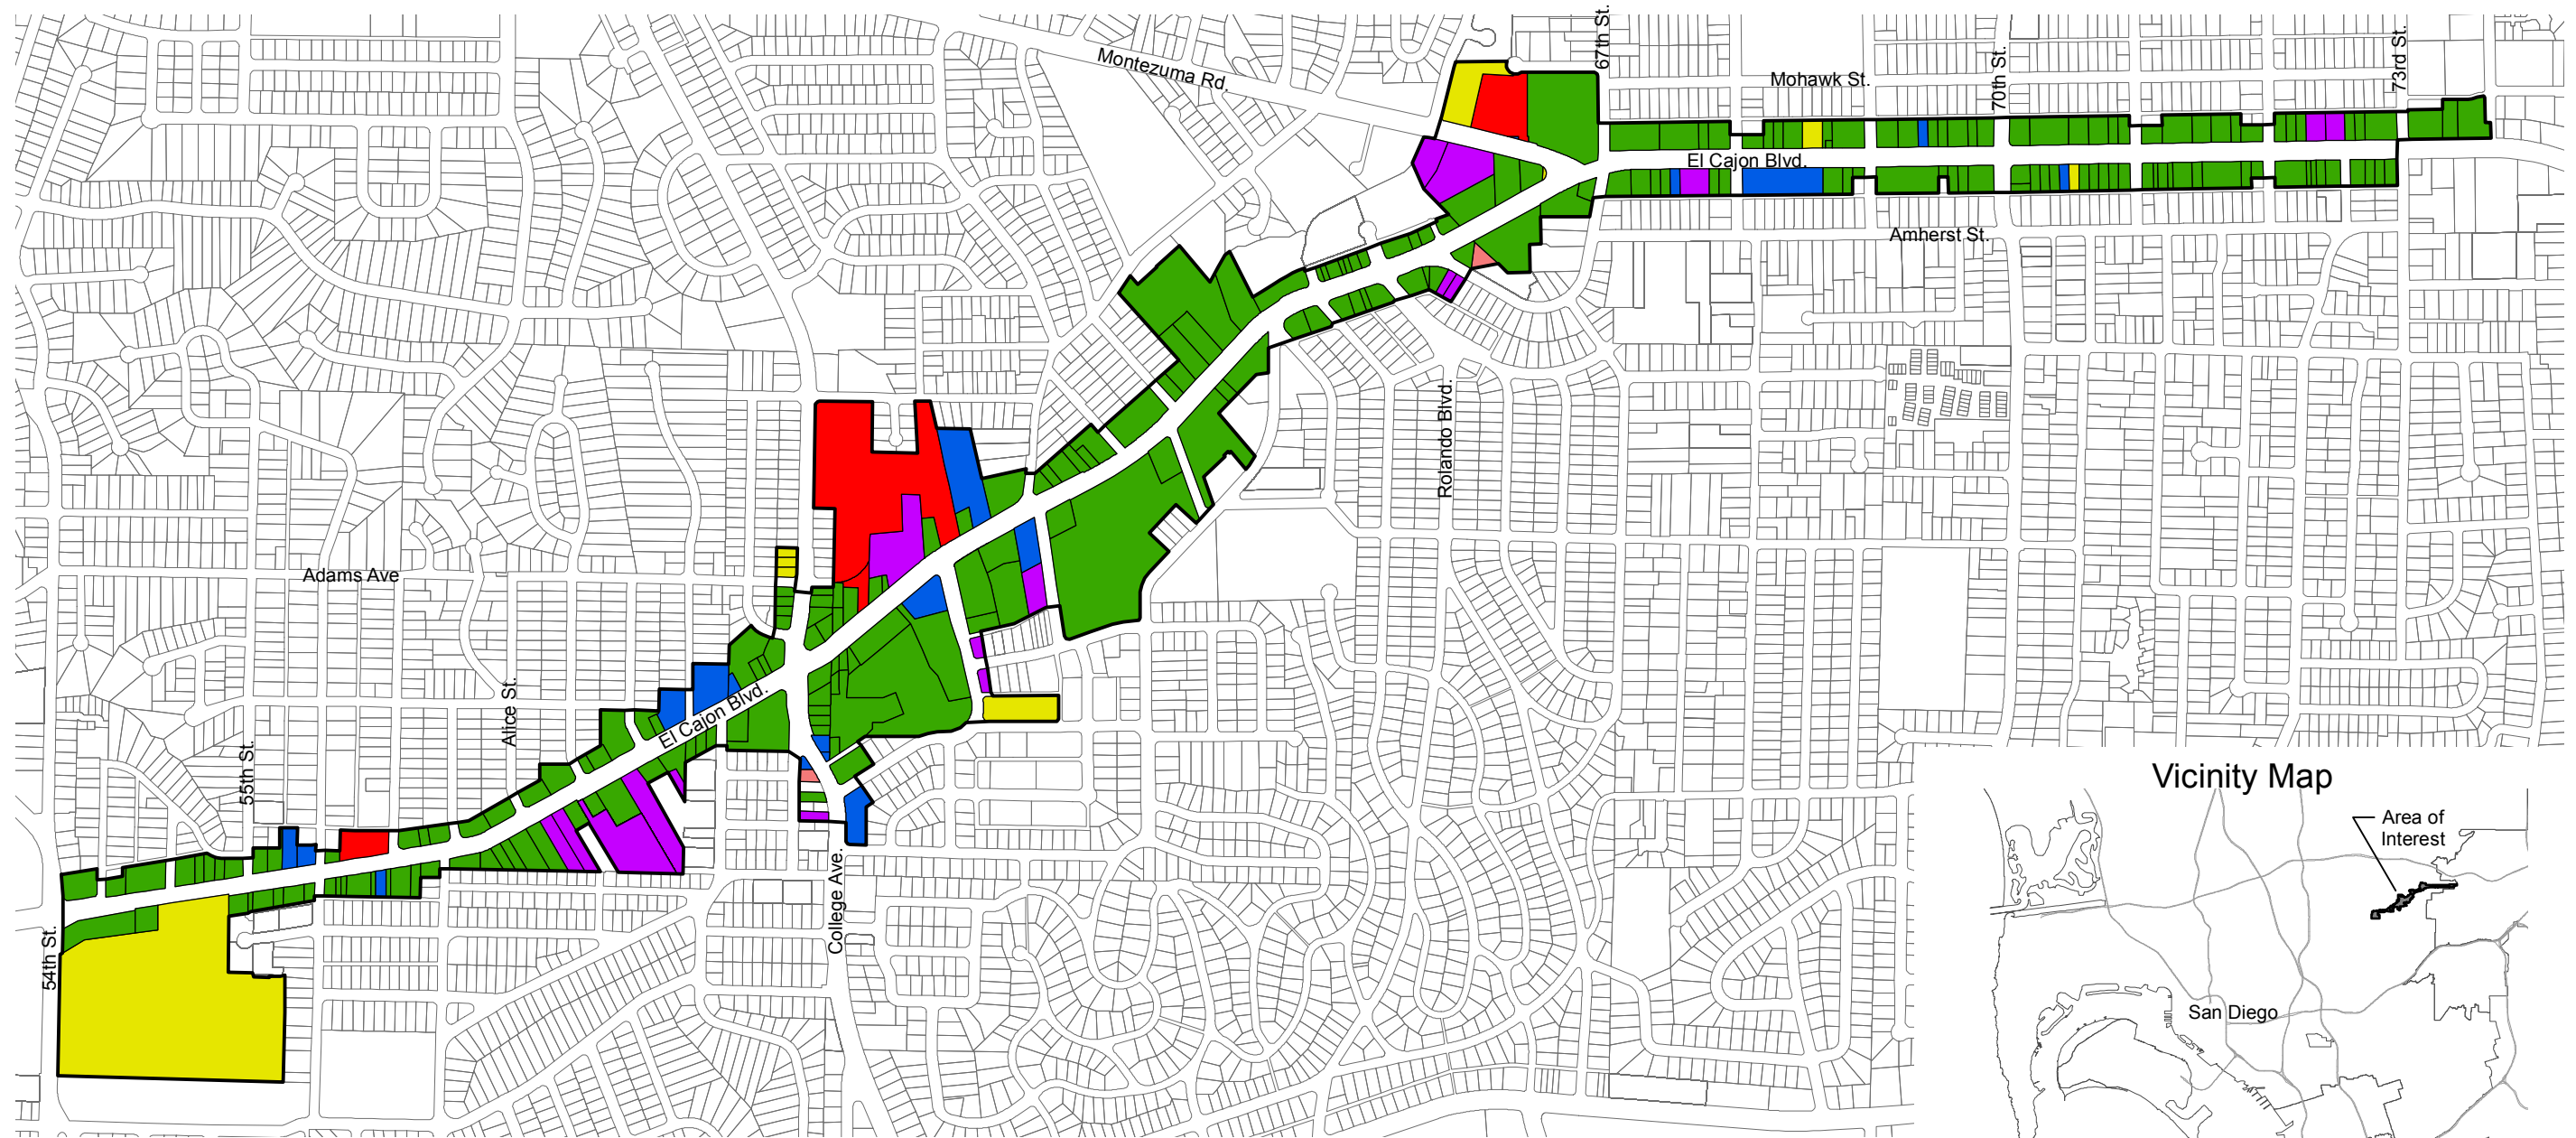 67th St.
Montezuma Rd.
Mohawk St.
70th St.
73rd St.
El Cajon Blvd.
Amherst St.
Rolando Blvd.
Adams Ave
Alice St.
El Cajon Blvd.
55th St.
College Ave.
54th St.
Vicinity Map
Area of
Interest
San Diego